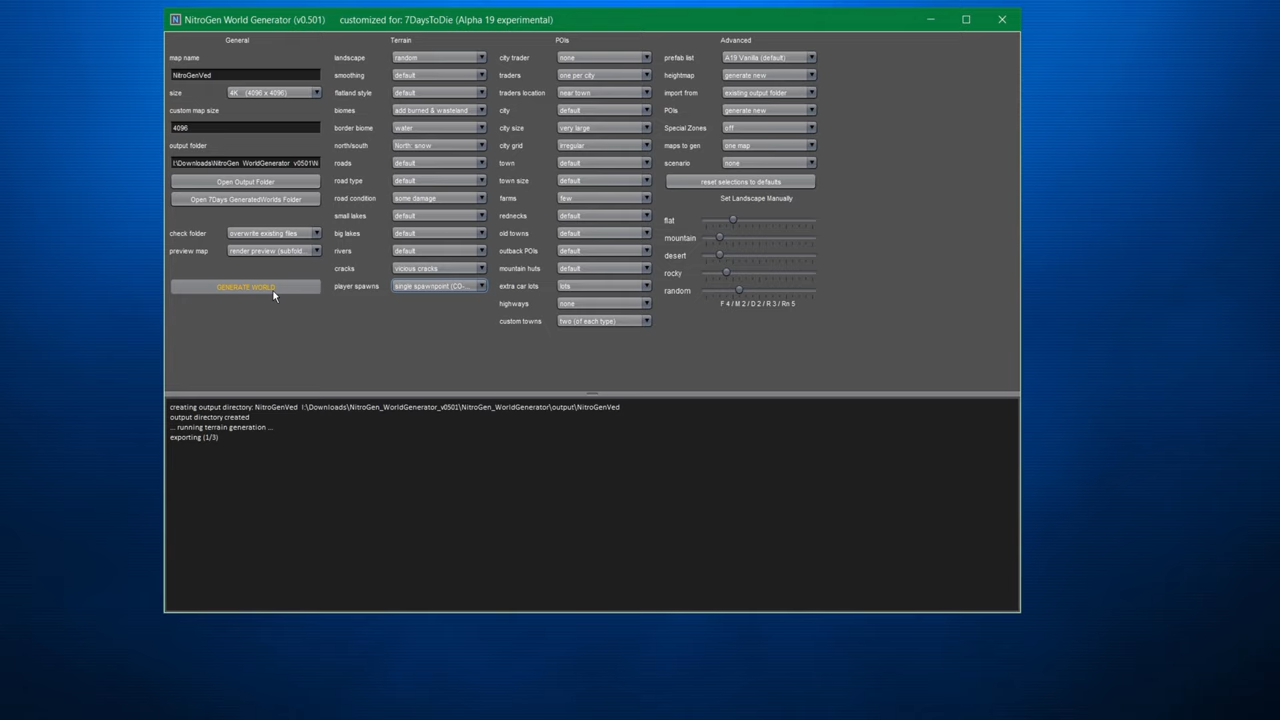 NitroGen World Generator (v0.501) customized for: 7DaysToDie (Alpha 19 experimental)
General
map name
NitroGenVed
size 4K (4096 x 4096)
custom map size
4096
output folder
I:\Downloads\NitroGen_WorldGenerator_v0501\N
Open Output Folder
Open 7Days GeneratedWorlds Folder
check folder overwrite existing files
preview map render preview (subfold...
GENERATE WORLD
Terrain
landscape random
smoothing default
flatland style default
biomes add burned & wasteland
border biome water
north/south North: snow
roads default
road type default
road condition some damage
small lakes default
big lakes default
rivers default
cracks vicious cracks
player spawns single spawnpoint (CO-...
POIs
city trader none
traders one per city
traders location near town
city default
city size very large
city grid irregular
town default
town size default
farms few
rednecks default
old towns default
outback POIs default
mountain huts default
extra car lots lots
highways none
custom towns two (of each type)
Advanced
prefab list A19 Vanilla (default)
heightmap generate new
import from existing output folder
POIs generate new
Special Zones off
maps to gen one map
scenario none
reset selections to defaults
Set Landscape Manually
flat
mountain
desert
rocky
random
F 4 / M 2 / D 2 / R 3 / Rn 5
creating output directory: NitroGenVed I:\Downloads\NitroGen_WorldGenerator_v0501\NitroGen_WorldGenerator\output\NitroGenVed
output directory created
... running terrain generation ...
exporting (1/3)